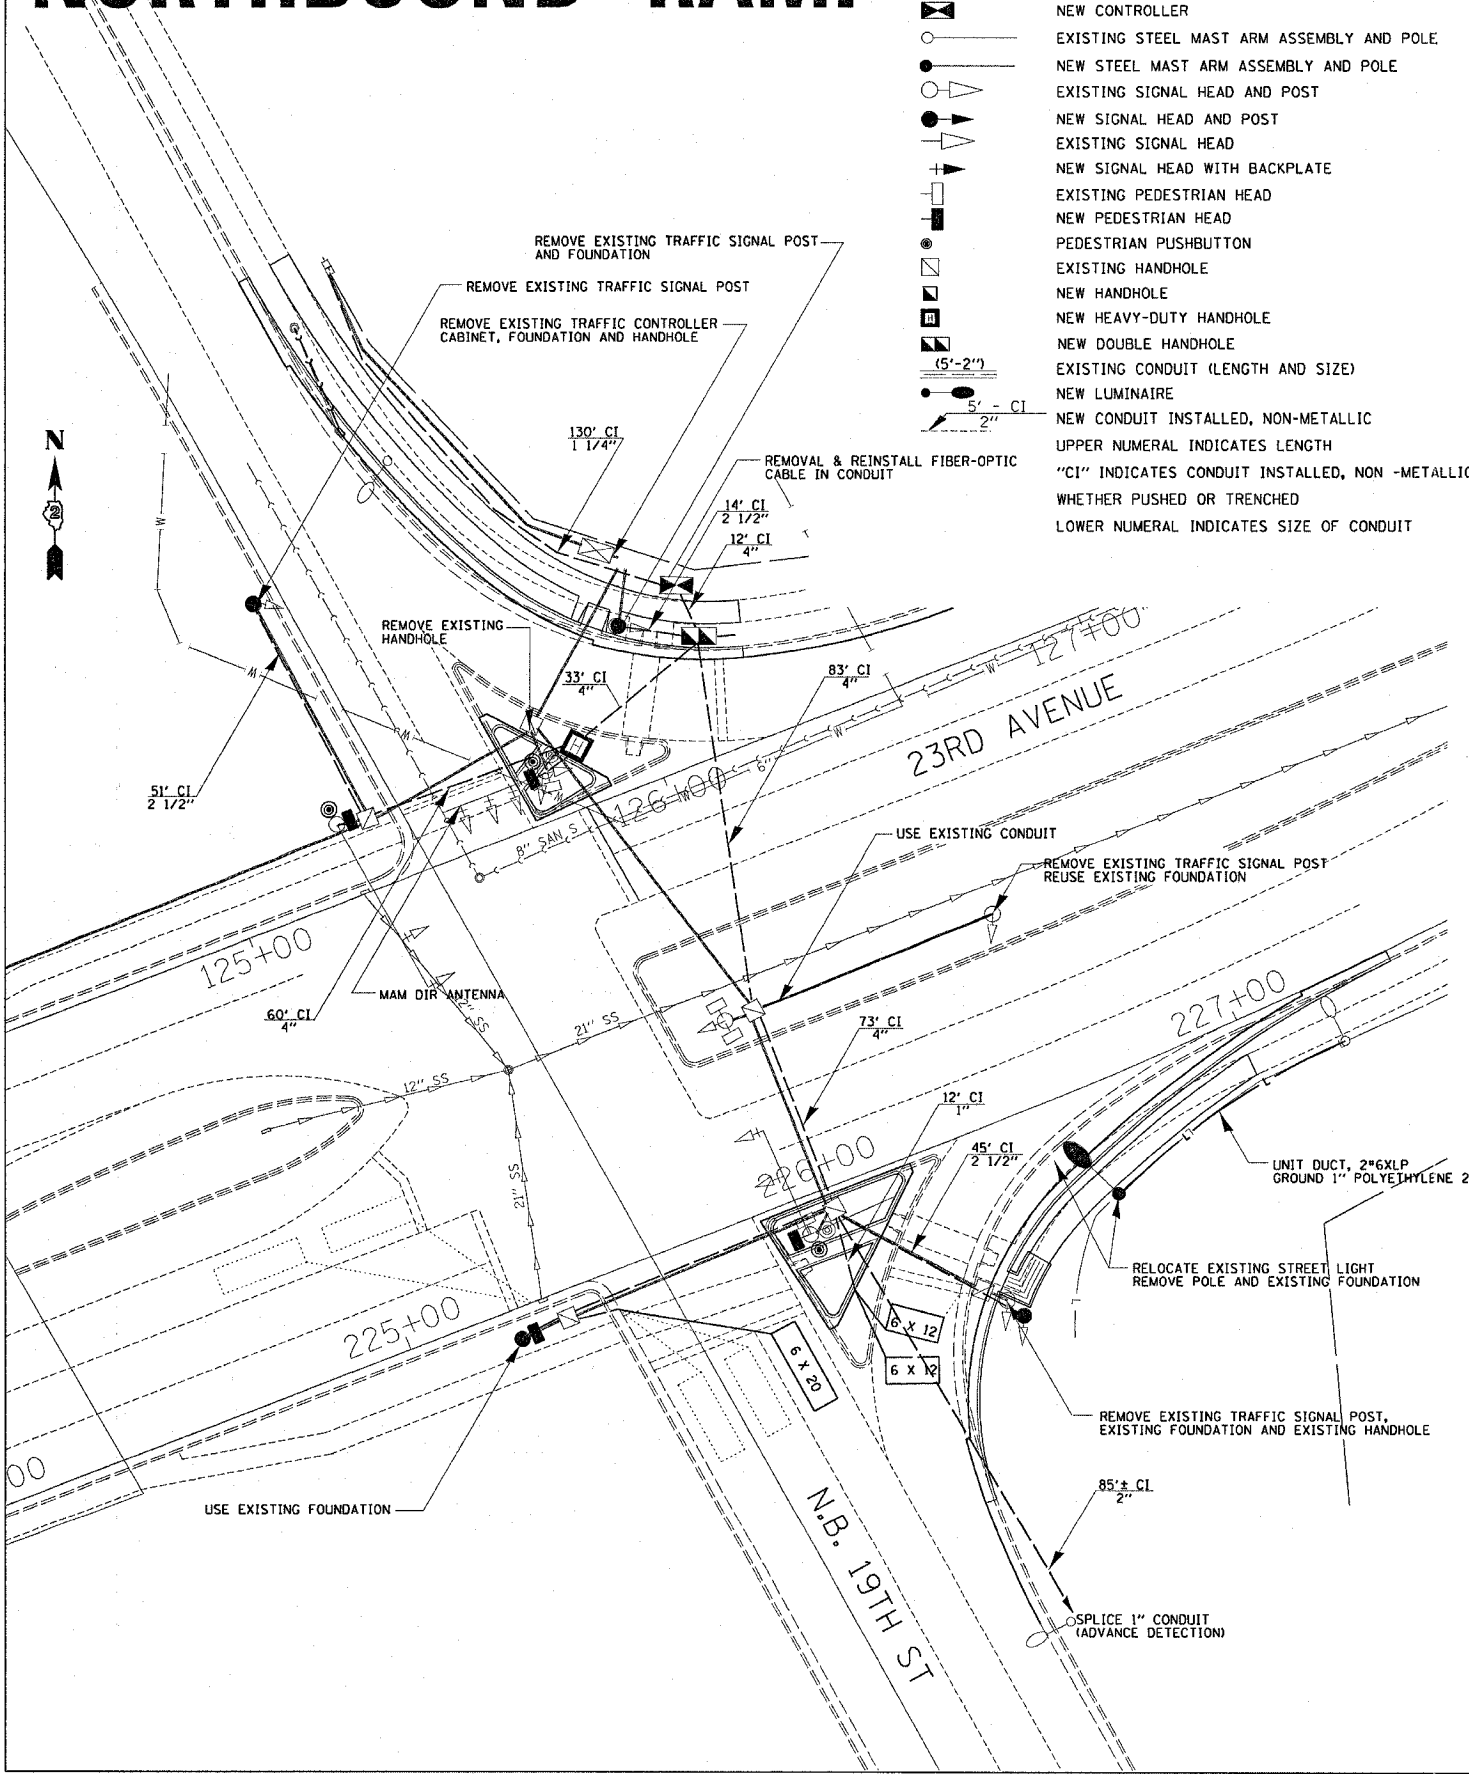 NORTHBOUND RAMP
NEW CONTROLLER
EXISTING STEEL MAST ARM ASSEMBLY AND POLE
NEW STEEL MAST ARM ASSEMBLY AND POLE
EXISTING SIGNAL HEAD AND POST
NEW SIGNAL HEAD AND POST
EXISTING SIGNAL HEAD
NEW SIGNAL HEAD WITH BACKPLATE
EXISTING PEDESTRIAN HEAD
NEW PEDESTRIAN HEAD
PEDESTRIAN PUSHBUTTON
EXISTING HANDHOLE
NEW HANDHOLE
H NEW HEAVY-DUTY HANDHOLE
NEW DOUBLE HANDHOLE
(5'-2") EXISTING CONDUIT (LENGTH AND SIZE)
NEW LUMINAIRE
5' - CI
2"
NEW CONDUIT INSTALLED, NON-METALLIC
UPPER NUMERAL INDICATES LENGTH
"CI" INDICATES CONDUIT INSTALLED, NON -METALLIC
WHETHER PUSHED OR TRENCHED
LOWER NUMERAL INDICATES SIZE OF CONDUIT
REMOVE EXISTING TRAFFIC SIGNAL POST
AND FOUNDATION
REMOVE EXISTING TRAFFIC SIGNAL POST
REMOVE EXISTING TRAFFIC CONTROLLER
CABINET, FOUNDATION AND HANDHOLE
N
2
130' CI
1 1/4"
REMOVAL & REINSTALL FIBER-OPTIC
CABLE IN CONDUIT
14' CI
2 1/2"
12' CI
4"
W
REMOVE EXISTING
HANDHOLE
W
33' CI
4"
83' CI
4"
W
127+00
23RD AVENUE
W
H
W
6"
W
126+00
51' CI
2 1/2"
8" SAN S
USE EXISTING CONDUIT
REMOVE EXISTING TRAFFIC SIGNAL POST
REUSE EXISTING FOUNDATION
125+00
MAM DIR ANTENNA
60' CI
4"
21" SS
21" SS
73' CI
4"
227+00
12" SS
12' CI
1"
45' CI
2 1/2"
226+00
21" SS
UNIT DUCT, 2#6XLP
GROUND 1" POLYETHYLENE 2
RELOCATE EXISTING STREET LIGHT
REMOVE POLE AND EXISTING FOUNDATION
225+00
6 X 12
6 X 12
6 X 20
REMOVE EXISTING TRAFFIC SIGNAL POST,
EXISTING FOUNDATION AND EXISTING HANDHOLE
00
85'± CI
2"
USE EXISTING FOUNDATION
N.B. 19TH ST
SPLICE 1" CONDUIT
(ADVANCE DETECTION)